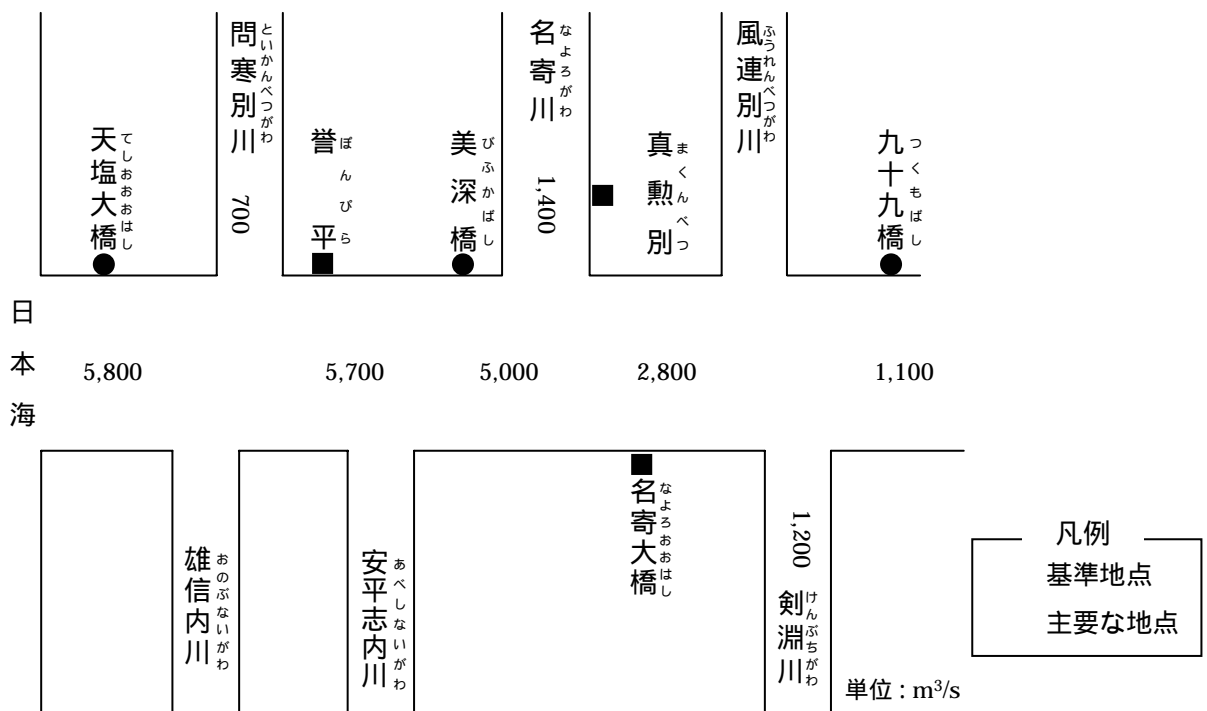 問寒別川
といかんべつがわ
700
名寄川
なよろがわ
1,400
風連別川
ふうれんべつがわ
天塩大橋
てしおおおはし
誉平
ぽんぴら
美深橋
びふかばし
真勲別
まくんべつ
九十九橋
つくもばし
日本海
5,800
5,700
5,000
2,800
1,100
雄信内川
おのぶないがわ
安平志内川
あべしないがわ
名寄大橋
なよろおおはし
1,200
剣淵川
けんぶちがわ
凡例
基準地点
主要な地点
単位:m³/s